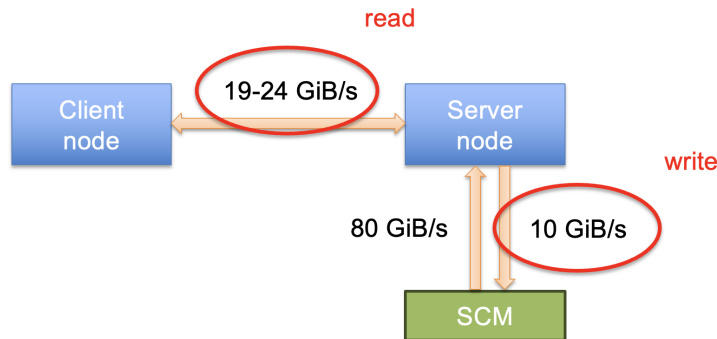 read
19-24 GiB/s
Client
node
Server
node
write
80 GiB/s
10 GiB/s
SCM